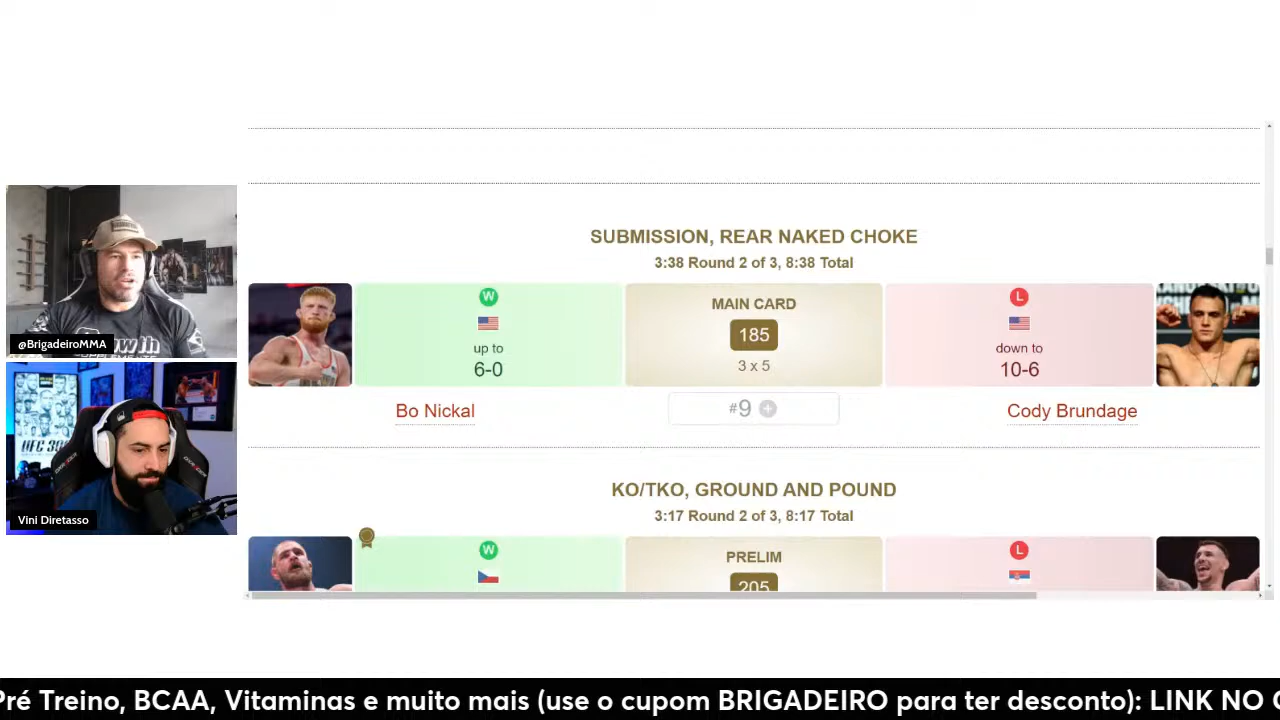 SUBMISSION, REAR NAKED CHOKE
3:38 Round 2 of 3, 8:38 Total
W
MAIN CARD
L
185
up to
down to
6-0
3 x 5
10-6
Bo Nickal
#9
Cody Brundage
KO/TKO, GROUND AND POUND
3:17 Round 2 of 3, 8:17 Total
W
PRELIM
L
205
@BrigadeiroMMA
UFC 30
Vini Diretasso
Pré Treino, BCAA, Vitaminas e muito mais (use o cupom BRIGADEIRO para ter desconto): LINK NO